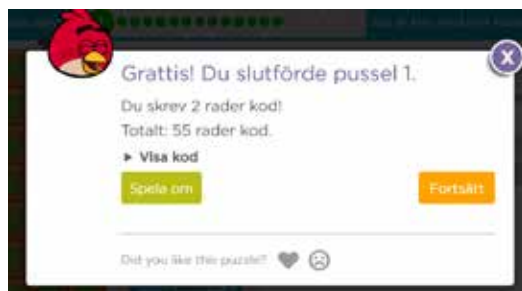 Grattis! Du slutförde pussel 1.
Du skrev 2 rader kod!
Totalt: 55 rader kod.
Visa kod
Spela om
Fortsätt
Did you like this puzzle?
X